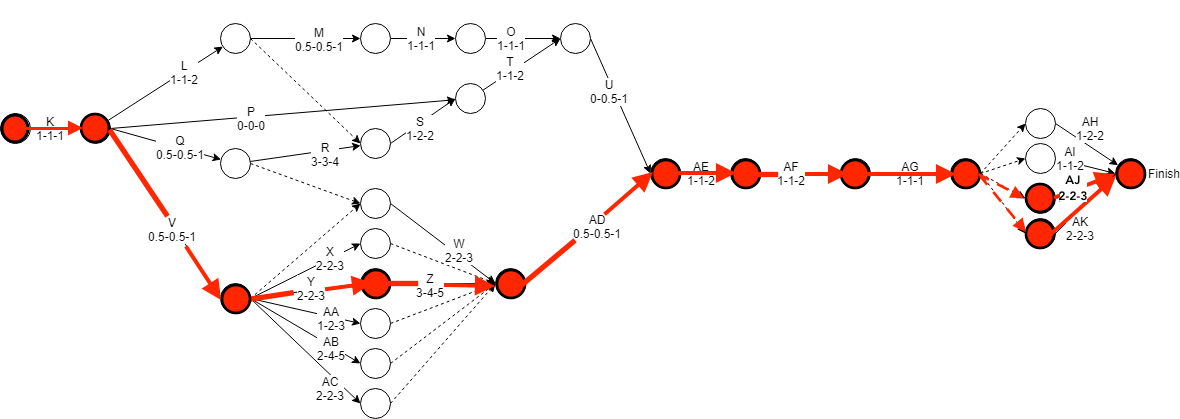 M
0.5-0.5-1
N
1-1-1
O
1-1-1
L
1-1-2
T
1-1-2
U
0-0.5-1
P
0-0-0
K
1-1-1
S
1-2-2
Q
0.5-0.5-1
R
3-3-4
AE
1-1-2
AF
1-1-2
AG
1-1-1
AH
1-2-2
AI
1-1-2
Finish
AJ
2-2-3
AK
2-2-3
V
0.5-0.5-1
AD
0.5-0.5-1
W
2-2-3
X
2-2-3
Y
2-2-3
Z
3-4-5
AA
1-2-3
AB
2-4-5
AC
2-2-3